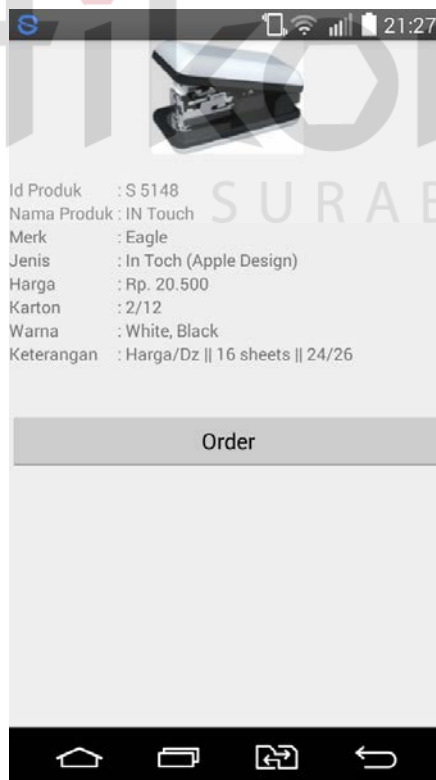 21:27
Id Produk : S 5148
Nama Produk : IN Touch
Merk : Eagle
Jenis : In Toch (Apple Design)
Harga : Rp. 20.500
Karton : 2/12
Warna : White, Black
Keterangan : Harga/Dz || 16 sheets || 24/26
Order